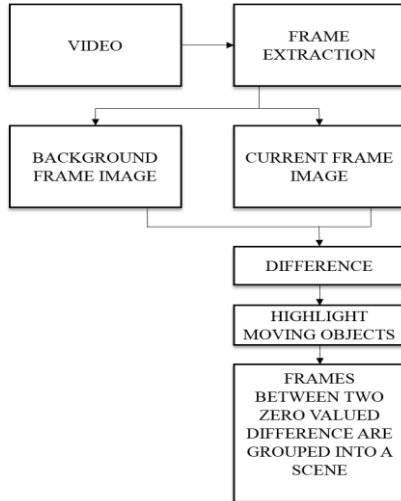 VIDEO
FRAME
EXTRACTION
BACKGROUND
FRAME IMAGE
CURRENT FRAME
IMAGE
DIFFERENCE
HIGHLIGHT
MOVING OBJECTS
FRAMES
BETWEEN TWO
ZERO VALUED
DIFFERENCE ARE
GROUPED INTO A
SCENE